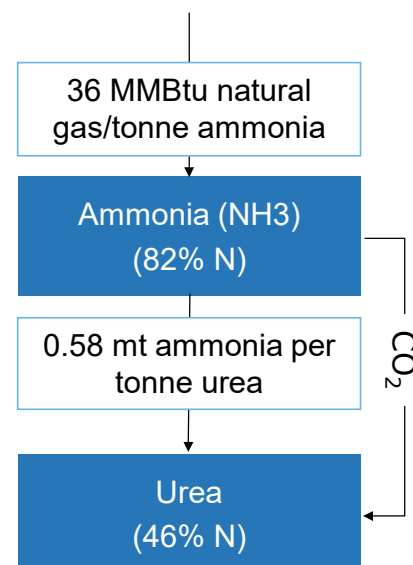 36 MMBtu natural
gas/tonne ammonia
Ammonia (NH3)
(82% N)
0.58 mt ammonia per
tonne urea
CO₂
Urea
(46% N)